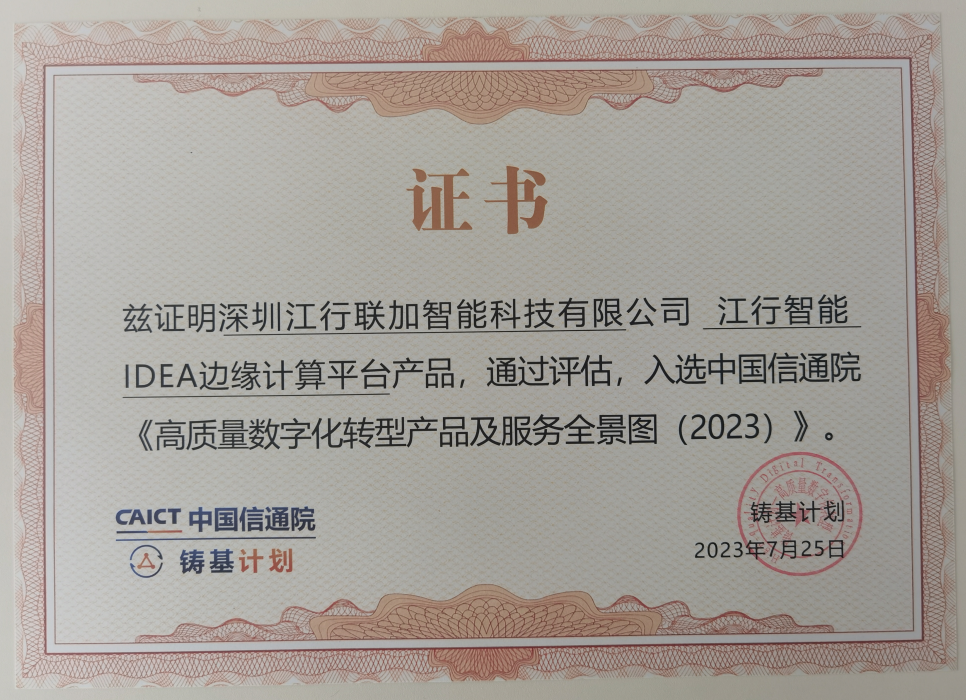 证书
兹证明深圳江行联加智能科技有限公司 江行智能
IDEA边缘计算平台产品，通过评估，入选中国信通院
《高质量数字化转型产品及服务全景图（2023）》。
CAICT 中国信通院
铸基计划
铸基计划
2023年7月25日